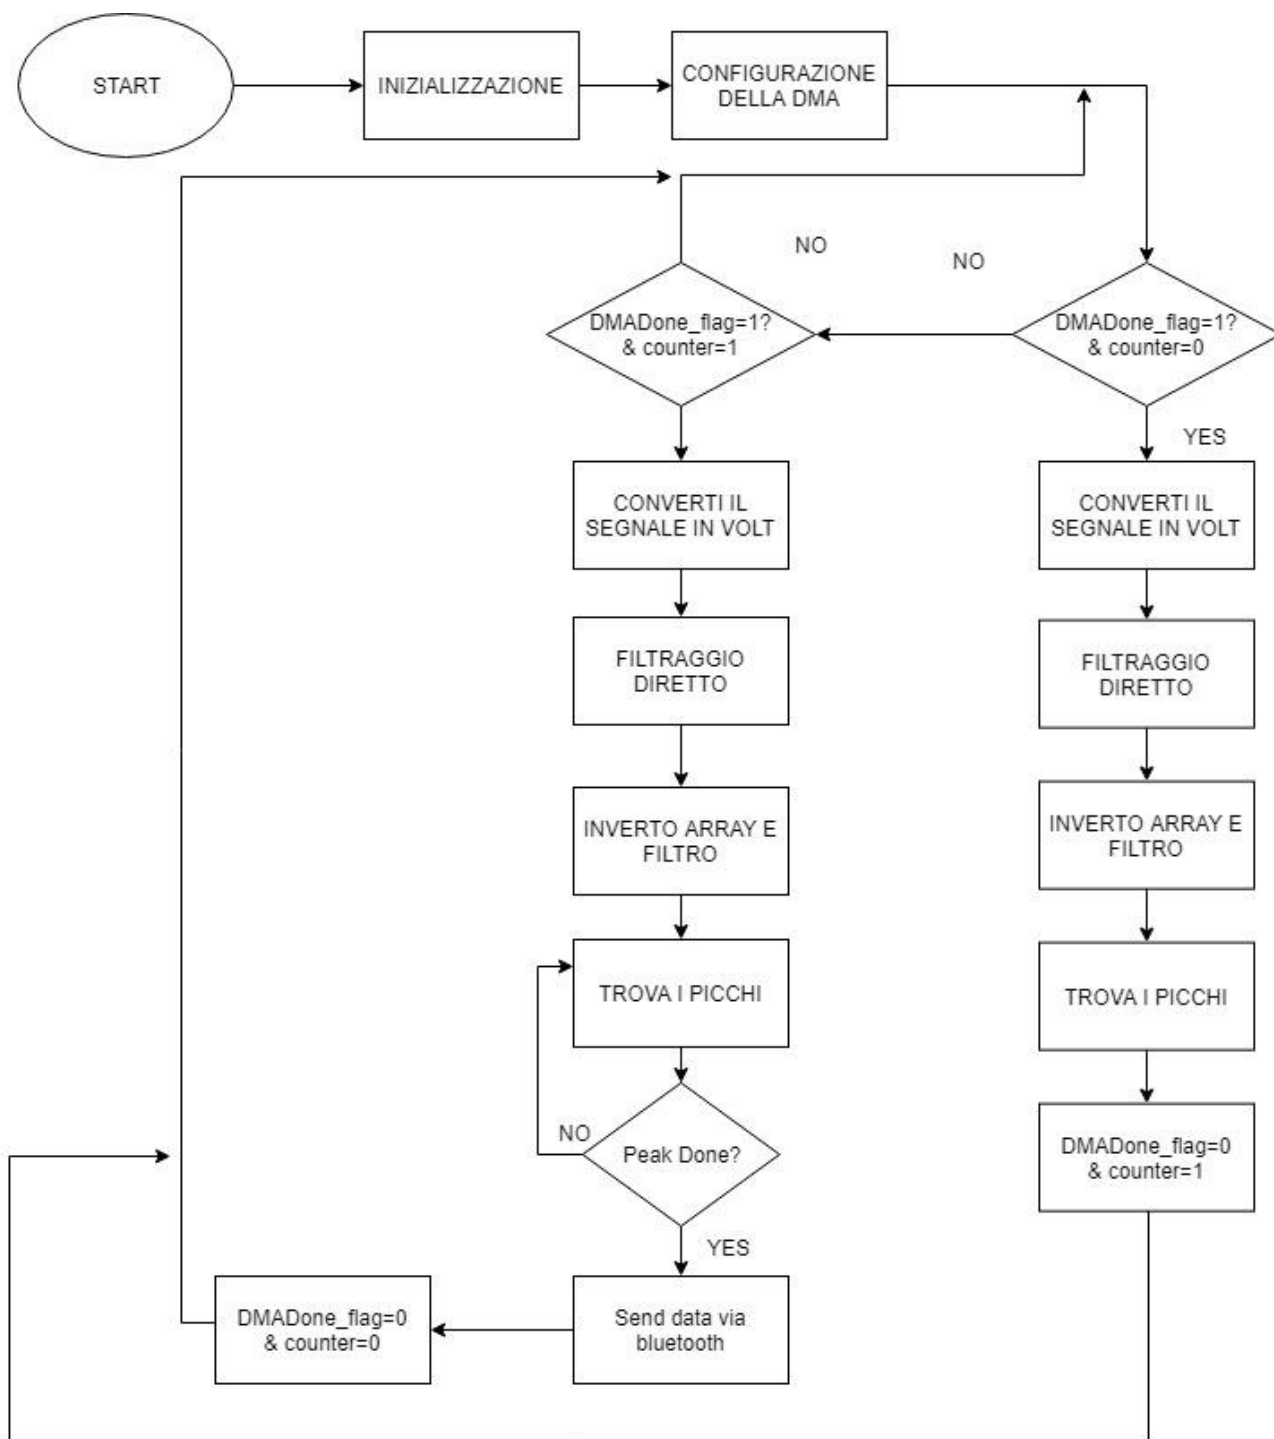 START
INIZIALIZZAZIONE
CONFIGURAZIONE
DELLA DMA
NO
NO
DMADone_flag=1?
& counter=1
DMADone_flag=1?
& counter=0
YES
CONVERTI IL
SEGNALE IN VOLT
CONVERTI IL
SEGNALE IN VOLT
FILTRAGGIO
DIRETTO
FILTRAGGIO
DIRETTO
INVERTO ARRAY E
FILTRO
INVERTO ARRAY E
FILTRO
TROVA I PICCHI
TROVA I PICCHI
NO
Peak Done?
DMADone_flag=0
& counter=1
YES
DMADone_flag=0
& counter=0
Send data via
bluetooth